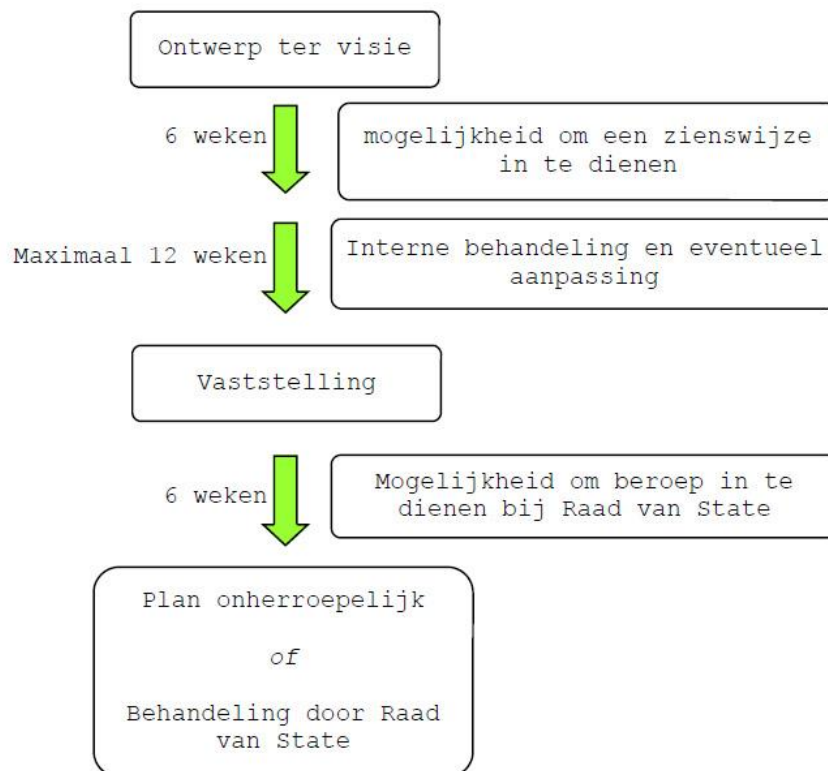 Ontwerp ter visie
6 weken
mogelijkheid om een zienswijze
in te dienen
Maximaal 12 weken
Interne behandeling en eventueel
aanpassing
Vaststelling
6 weken
Mogelijkheid om beroep in te
dienen bij Raad van State
Plan onherroepelijk
of
Behandeling door Raad
van State